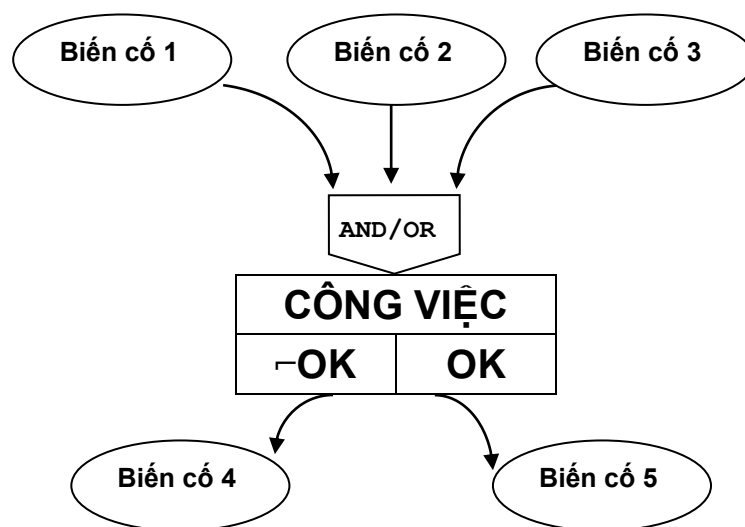 Biến cố 1
Biến cố 2
Biến cố 3
AND/OR
CÔNG VIỆC
¬OK
OK
Biến cố 4
Biến cố 5